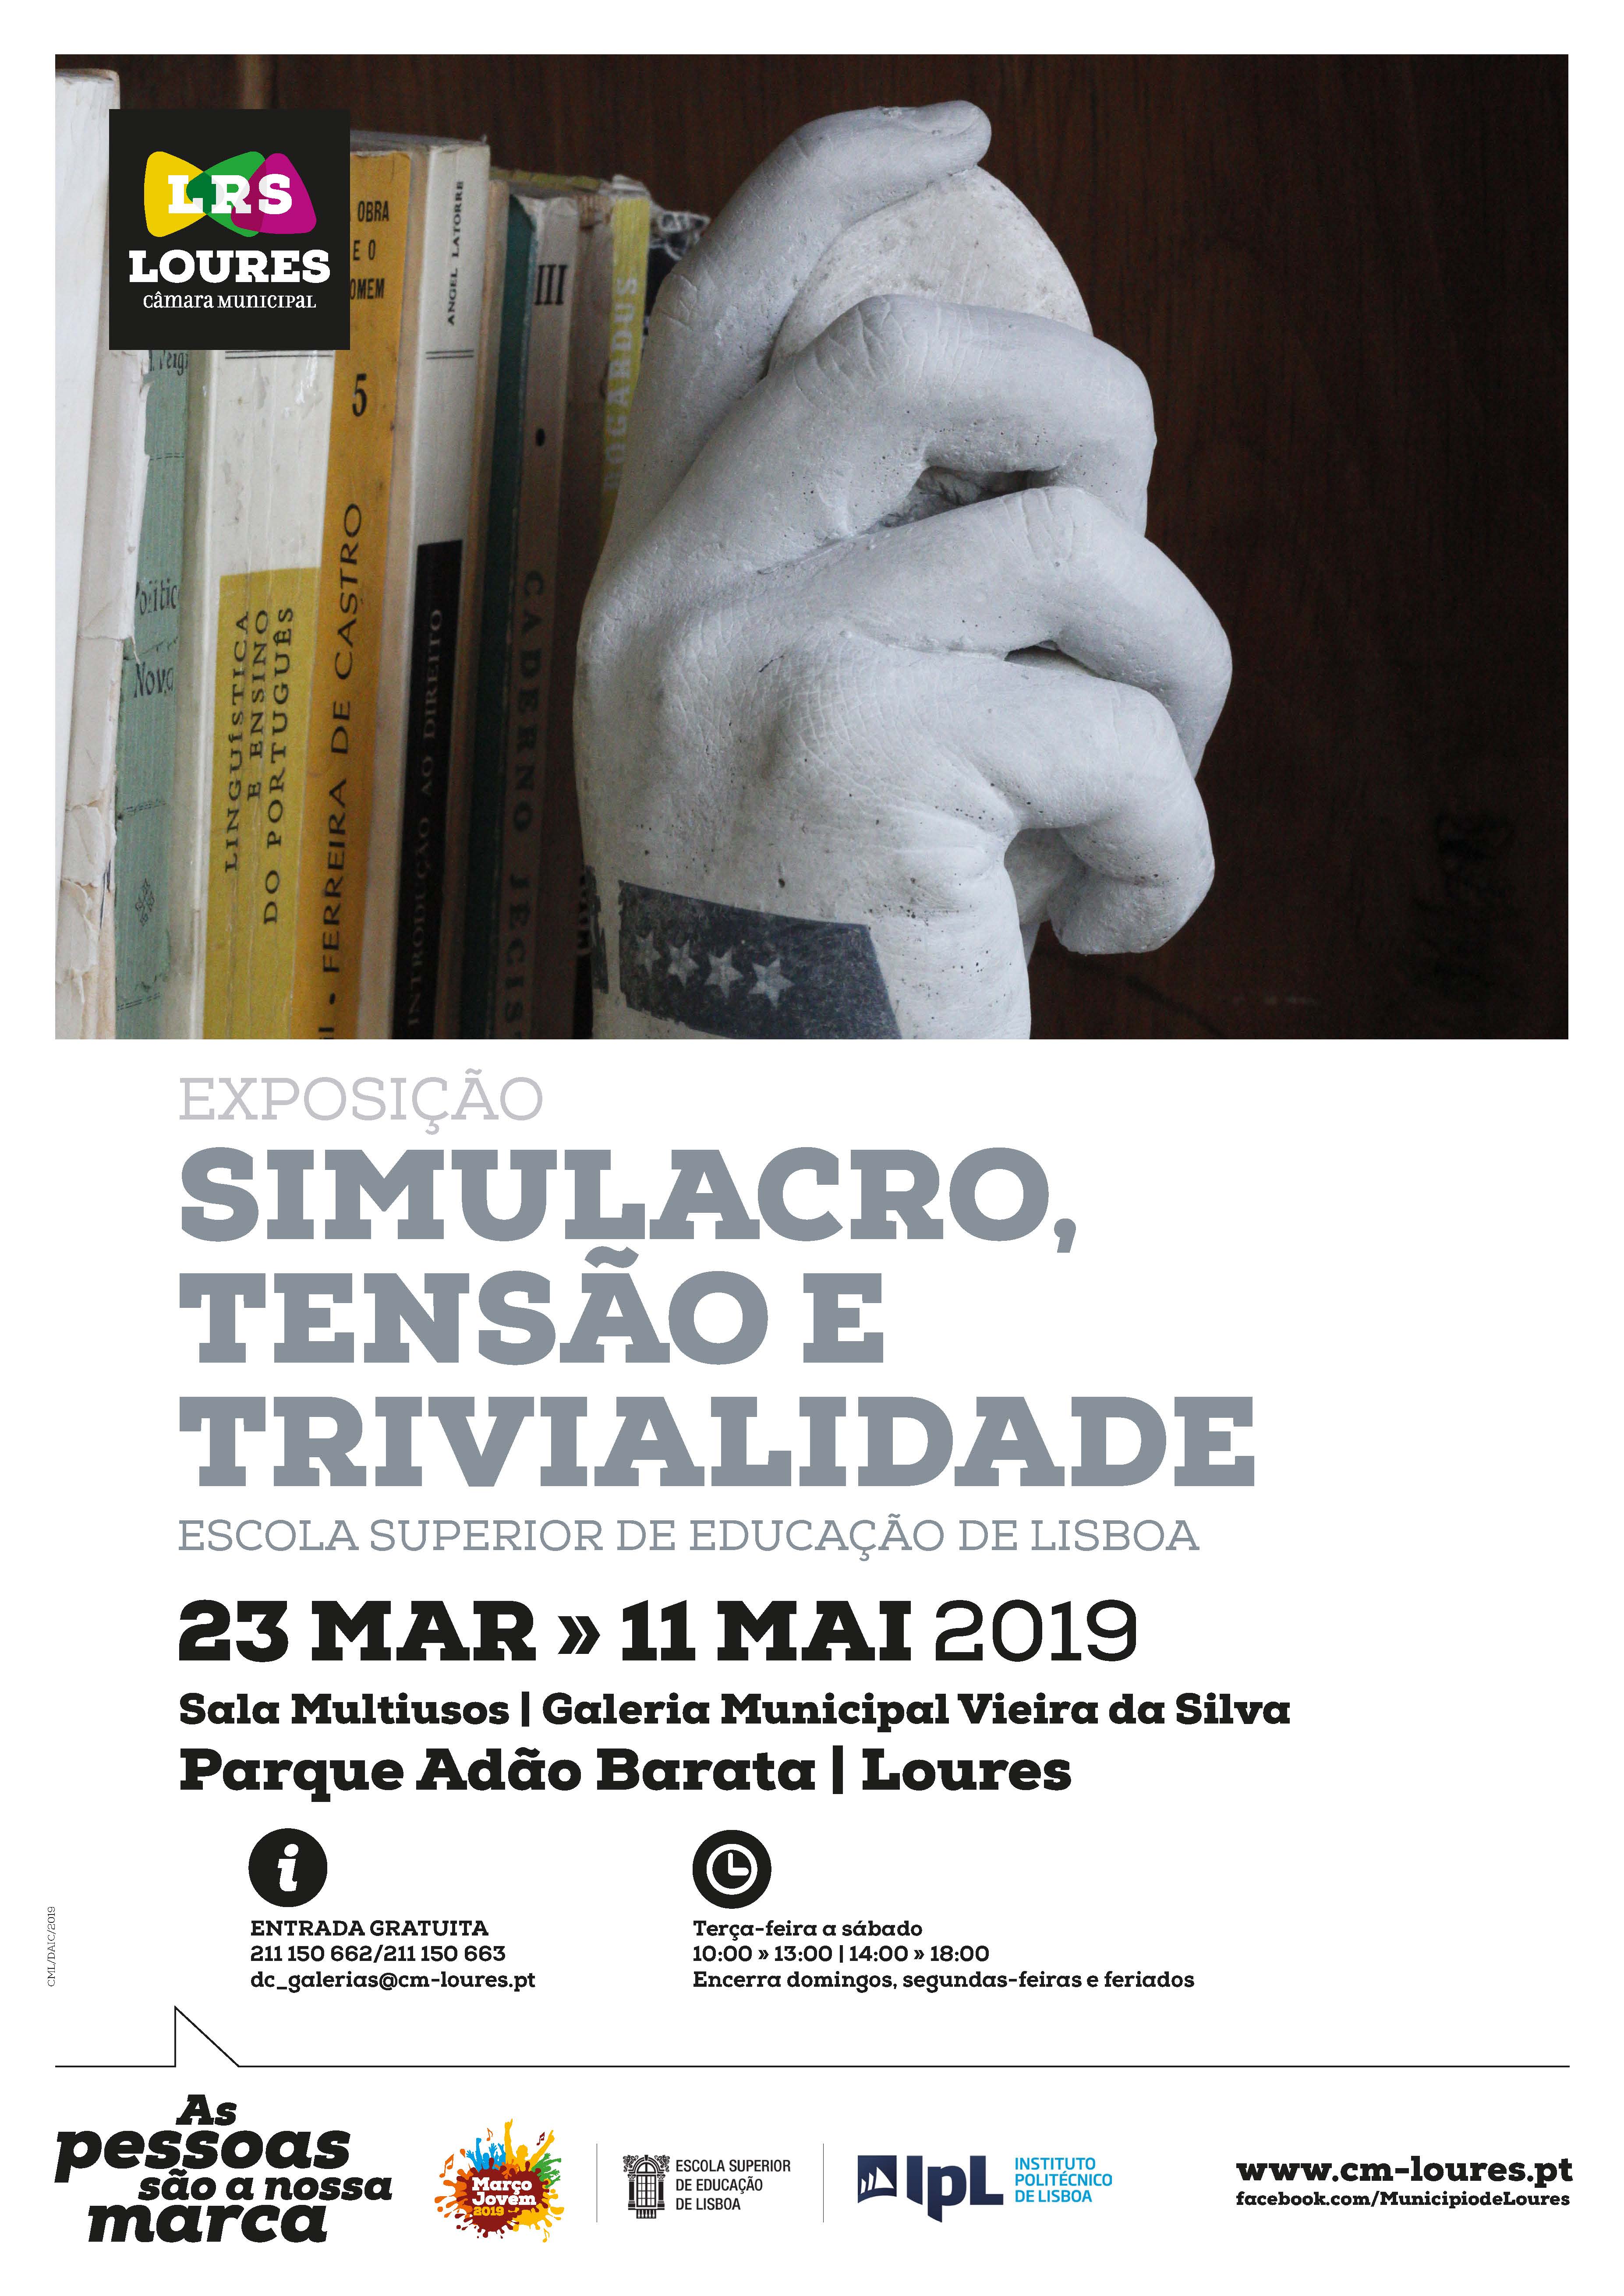 LRS
LOURES
câmara municipal
OBRA
E O
5
FERREIRA DE CASTRO
ANGEL LATORRE
INTRODUÇÃO AO DIREITO
III
CADERNO
BOGARDUS
Nova
LINGUÍSTICA
E ENSINO
DO PORTUGUÊS
EXPOSIÇÃO
SIMULACRO,
TENSÃO E
TRIVIALIDADE
ESCOLA SUPERIOR DE EDUCAÇÃO DE LISBOA
23 MAR » 11 MAI 2019
Sala Multiusos | Galeria Municipal Vieira da Silva
Parque Adão Barata | Loures
i
ENTRADA GRATUITA
211 150 662/211 150 663
dc_galerias@cm-loures.pt
Terça-feira a sábado
10:00 » 13:00 | 14:00 » 18:00
Encerra domingos, segundas-feiras e feriados
CML/DAIC/2019
As
pessoas
são a nossa
marca
Março
Jovem
2019
ESCOLA SUPERIOR
DE EDUCAÇÃO
DE LISBOA
IpL
INSTITUTO
POLITÉCNICO
DE LISBOA
www.cm-loures.pt
facebook.com/MunicipiodeLoures